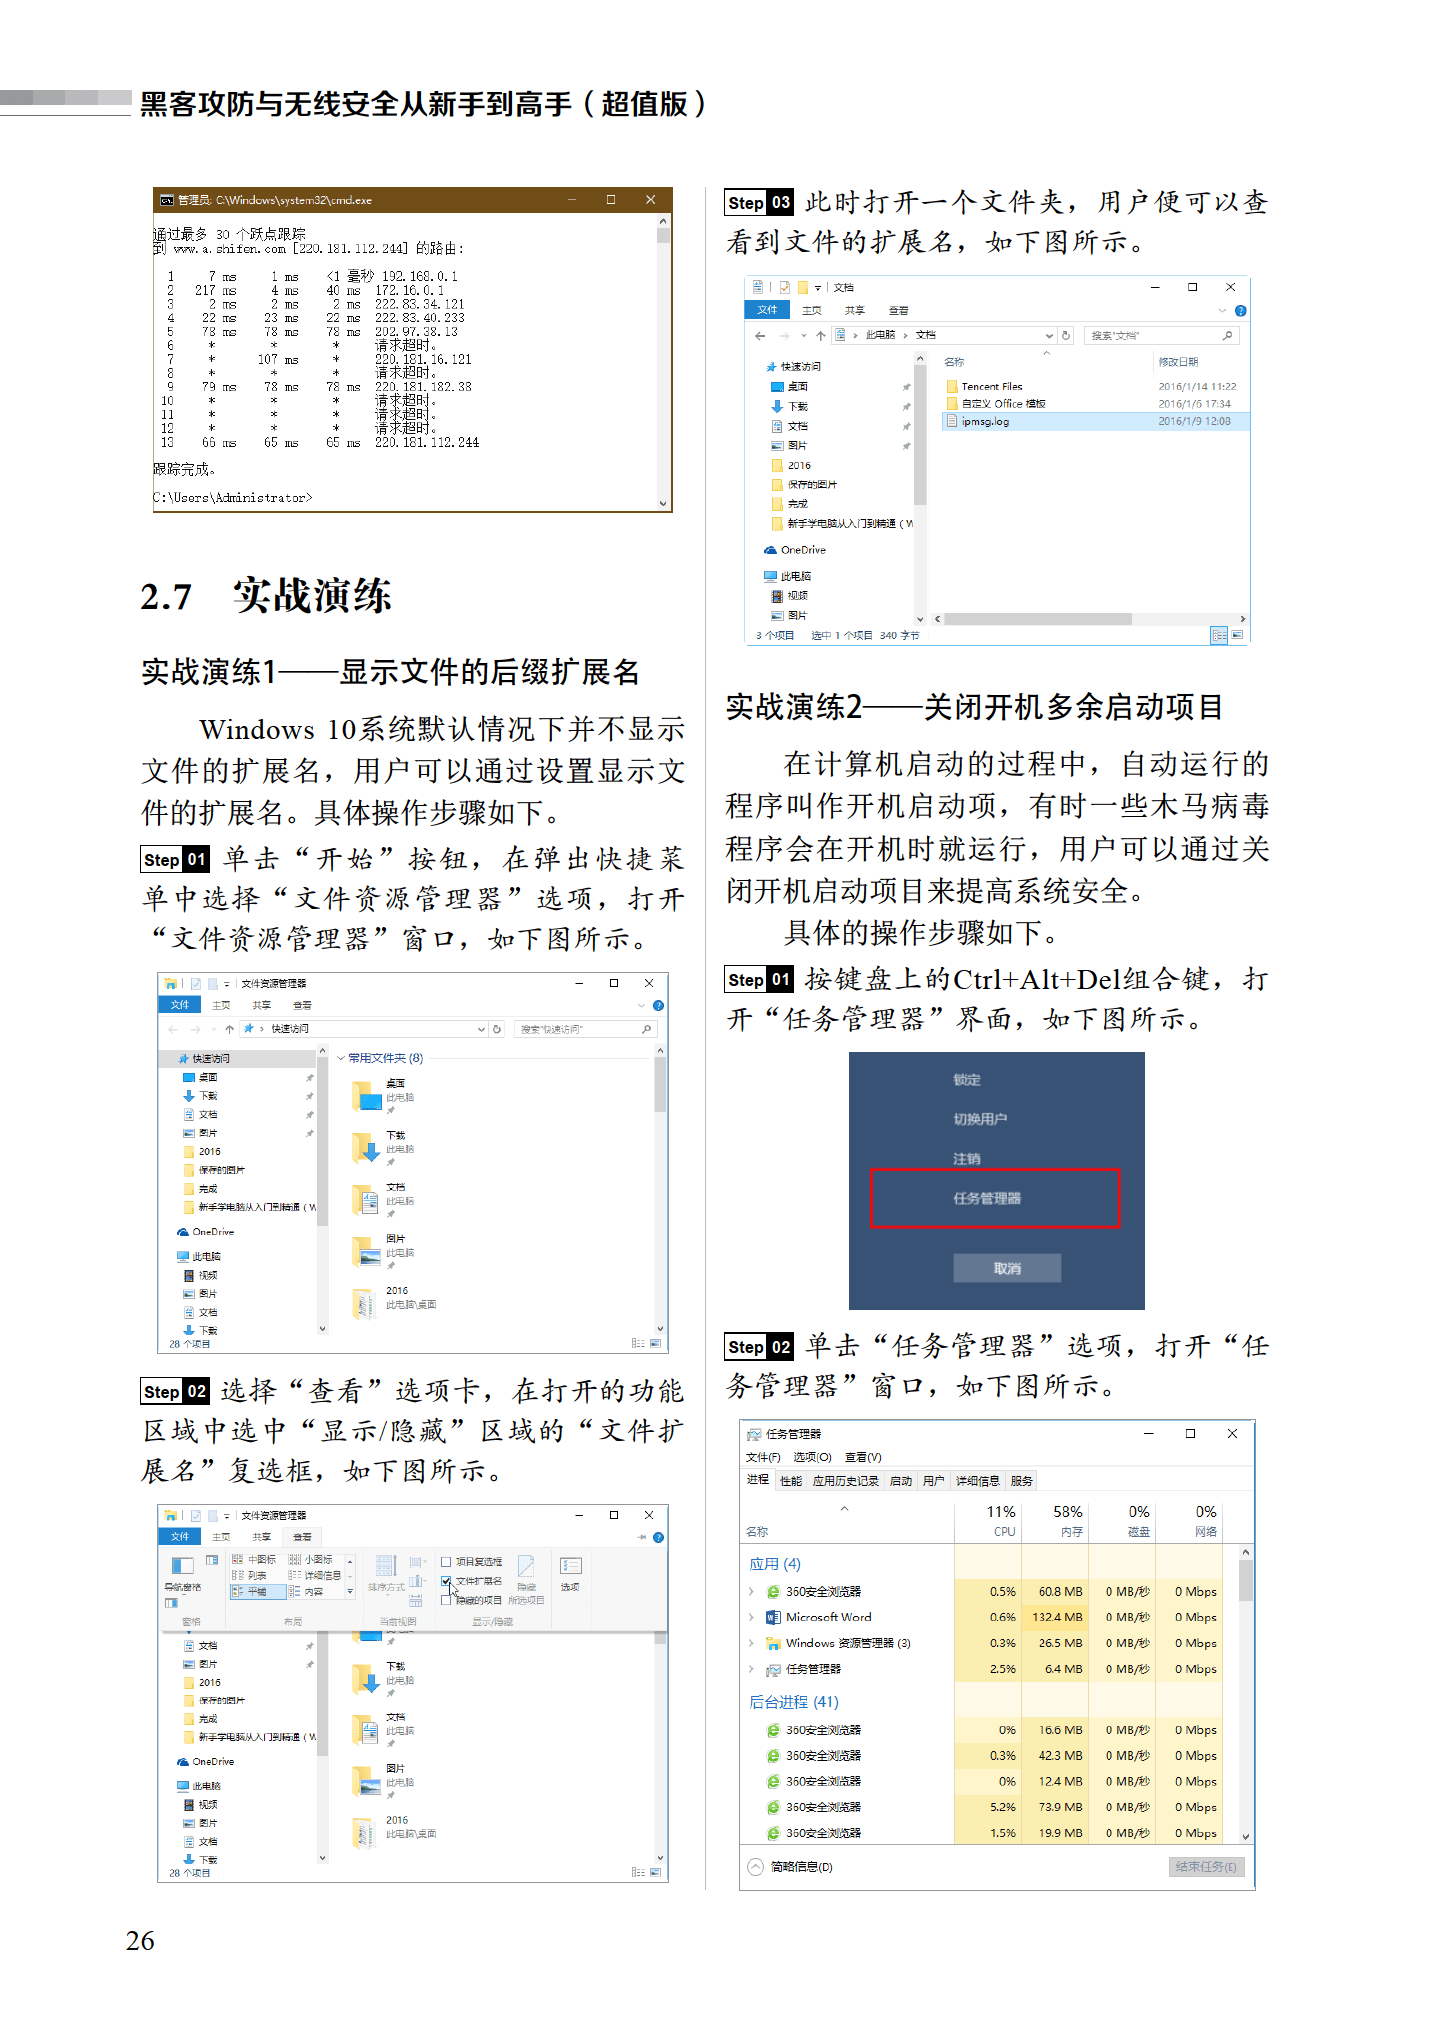 黑客攻防与无线安全从新手到高手（超值版）
管理员: C:\Windows\system32\cmd.exe
通过最多 30 个跃点跟踪
到 www.a.shifen.com [220.181.112.244] 的路由:
1 7 ms 1 ms <1 毫秒 192.168.0.1
2 217 ms 4 ms 40 ms 172.16.0.1
3 2 ms 2 ms 2 ms 222.83.34.121
4 22 ms 23 ms 22 ms 222.83.40.233
5 78 ms 78 ms 78 ms 202.97.38.13
6 * * * 请求超时。
7 * 107 ms * 220.181.16.121
8 * * * 请求超时。
9 79 ms 78 ms 78 ms 220.181.182.38
10 * * * 请求超时。
11 * * * 请求超时。
12 * * * 请求超时。
13 66 ms 65 ms 65 ms 220.181.112.244
跟踪完成。
C:\Users\Administrator>
2.7 实战演练
实战演练1——显示文件的后缀扩展名
Windows 10系统默认情况下并不显示
文件的扩展名，用户可以通过设置显示文
件的扩展名。具体操作步骤如下。
Step 01 单击“开始”按钮，在弹出快捷菜
单中选择“文件资源管理器”选项，打开
“文件资源管理器”窗口，如下图所示。
文件资源管理器
文件 主页 共享 查看
快速访问 搜索"快速访问"
快速访问
桌面
下载
文档
图片
2016
保存的图片
完成
新手学电脑从入门到精通（W
OneDrive
此电脑
视频
图片
文档
下载
28 个项目
常用文件夹 (8)
桌面
此电脑
下载
此电脑
文档
此电脑
图片
此电脑
2016
此电脑\桌面
Step 02 选择“查看”选项卡，在打开的功能
区域中选中“显示/隐藏”区域的“文件扩
展名”复选框，如下图所示。
文件资源管理器
文件 主页 共享 查看
导航窗格
窗格
中图标 小图标
列表 详细信息
平铺 内容
布局
排序方式
当前视图
项目复选框
文件扩展名
隐藏的项目
隐藏
所选项目
显示/隐藏
选项
文档
图片
2016
保存的图片
完成
新手学电脑从入门到精通（W
OneDrive
此电脑
视频
图片
文档
下载
28 个项目
下载
此电脑
文档
此电脑
图片
此电脑
2016
此电脑\桌面
Step 03 此时打开一个文件夹，用户便可以查
看到文件的扩展名，如下图所示。
文档
文件 主页 共享 查看
此电脑 文档 搜索"文档"
快速访问
桌面
下载
文档
图片
2016
保存的图片
完成
新手学电脑从入门到精通（W
OneDrive
此电脑
视频
图片
名称 修改日期
Tencent Files 2016/1/14 11:22
自定义 Office 模板 2016/1/6 17:34
ipmsg.log 2016/1/9 12:08
3 个项目 选中 1 个项目 340 字节
实战演练2——关闭开机多余启动项目
在计算机启动的过程中，自动运行的
程序叫作开机启动项，有时一些木马病毒
程序会在开机时就运行，用户可以通过关
闭开机启动项目来提高系统安全。
具体的操作步骤如下。
Step 01 按键盘上的Ctrl+Alt+Del组合键，打
开“任务管理器”界面，如下图所示。
锁定
切换用户
注销
任务管理器
取消
Step 02 单击“任务管理器”选项，打开“任
务管理器”窗口，如下图所示。
任务管理器
文件(F) 选项(O) 查看(V)
进程 性能 应用历史记录 启动 用户 详细信息 服务
11% 58% 0% 0%
名称 CPU 内存 磁盘 网络
应用 (4)
360安全浏览器 0.5% 60.8 MB 0 MB/秒 0 Mbps
Microsoft Word 0.6% 132.4 MB 0 MB/秒 0 Mbps
Windows 资源管理器 (3) 0.3% 26.5 MB 0 MB/秒 0 Mbps
任务管理器 2.5% 6.4 MB 0 MB/秒 0 Mbps
后台进程 (41)
360安全浏览器 0% 16.6 MB 0 MB/秒 0 Mbps
360安全浏览器 0.3% 42.3 MB 0 MB/秒 0 Mbps
360安全浏览器 0% 12.4 MB 0 MB/秒 0 Mbps
360安全浏览器 5.2% 73.9 MB 0 MB/秒 0 Mbps
360安全浏览器 1.5% 19.9 MB 0 MB/秒 0 Mbps
简略信息(D) 结束任务(E)
26